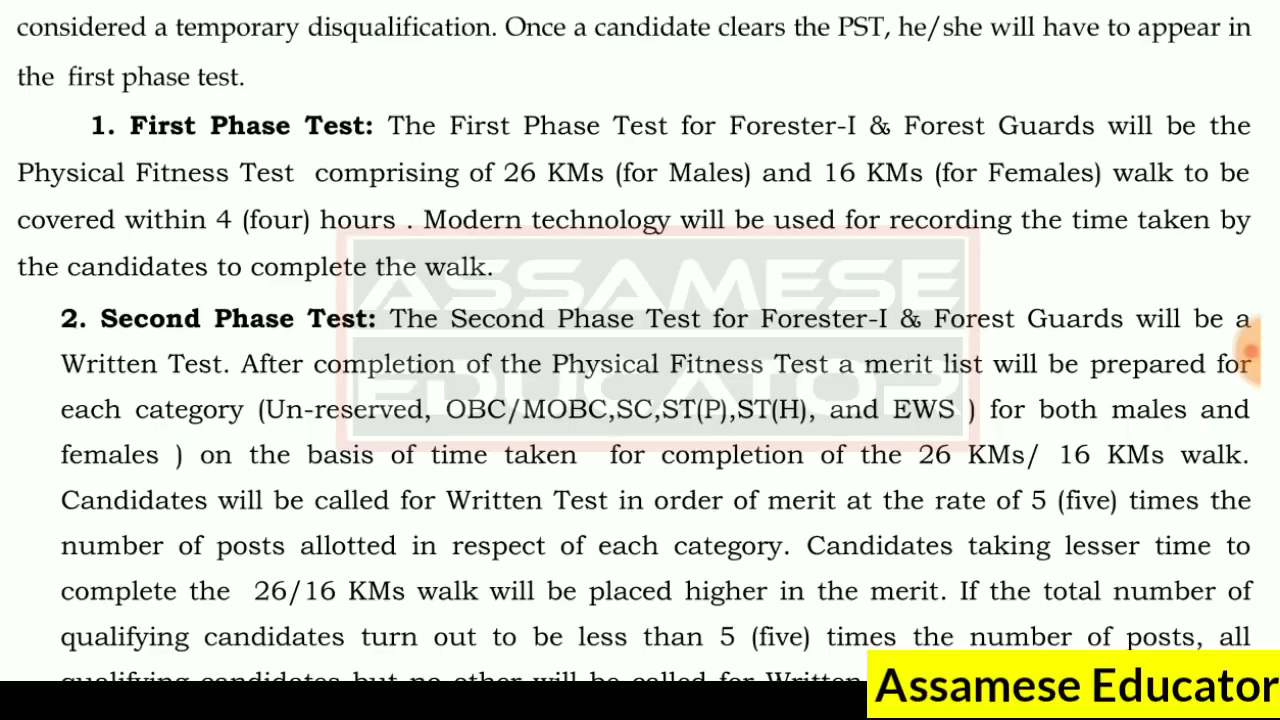 considered a temporary disqualification. Once a candidate clears the PST, he/she will have to appear in
the first phase test.
1. First Phase Test: The First Phase Test for Forester-I & Forest Guards will be the
Physical Fitness Test comprising of 26 KMs (for Males) and 16 KMs (for Females) walk to be
covered within 4 (four) hours . Modern technology will be used for recording the time taken by
the candidates to complete the walk.
ASSAMESE
EDUCATOR
2. Second Phase Test: The Second Phase Test for Forester-I & Forest Guards will be a
Written Test. After completion of the Physical Fitness Test a merit list will be prepared for
each category (Un-reserved, OBC/MOBC,SC,ST(P),ST(H), and EWS ) for both males and
females ) on the basis of time taken for completion of the 26 KMs/ 16 KMs walk.
Candidates will be called for Written Test in order of merit at the rate of 5 (five) times the
number of posts allotted in respect of each category. Candidates taking lesser time to
complete the 26/16 KMs walk will be placed higher in the merit. If the total number of
qualifying candidates turn out to be less than 5 (five) times the number of posts, all
qualifying candidates but no other will be called for Written
Assamese Educator